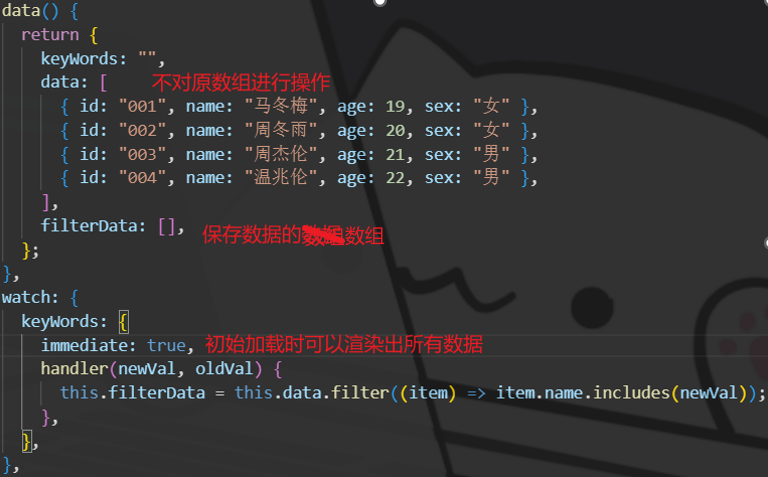 data() {
return {
keyWords: "",
data: [ 不对原数组进行操作
{ id: "001", name: "马冬梅", age: 19, sex: "女" },
{ id: "002", name: "周冬雨", age: 20, sex: "女" },
{ id: "003", name: "周杰伦", age: 21, sex: "男" },
{ id: "004", name: "温兆伦", age: 22, sex: "男" },
],
filterData: [], 保存数据的数组
};
},
watch: {
keyWords: {
immediate: true, 初始加载时可以渲染出所有数据
handler(newVal, oldVal) {
this.filterData = this.data.filter((item) => item.name.includes(newVal));
},
},
},